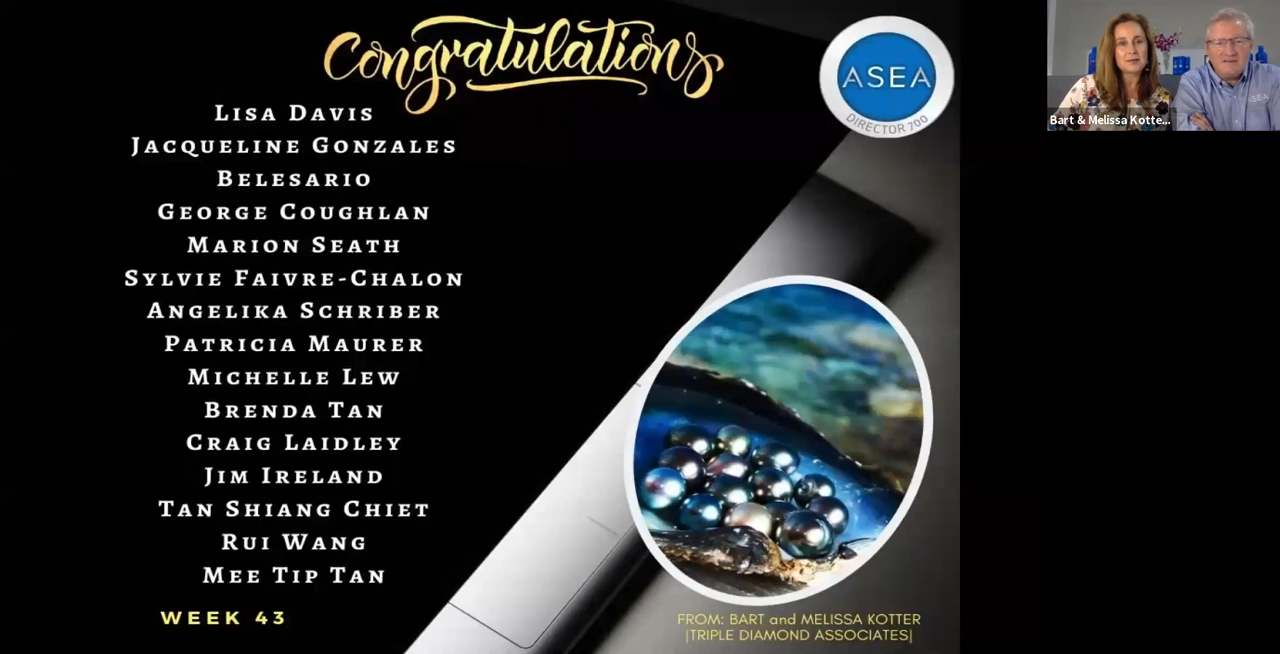 Congratulations
ASEA
DIRECTOR 700
LISA DAVIS
JACQUELINE GONZALES
BELESARIO
GEORGE COUGHLAN
MARION SEATH
SYLVIE FAIVRE-CHALON
ANGELIKA SCHRIBER
PATRICIA MAURER
MICHELLE LEW
BRENDA TAN
CRAIG LAIDLEY
JIM IRELAND
TAN SHIANG CHIET
RUI WANG
MEE TIP TAN
WEEK 43
FROM: BART and MELISSA KOTTER
|TRIPLE DIAMOND ASSOCIATES|
ASEA
Bart & Melissa Kotte...